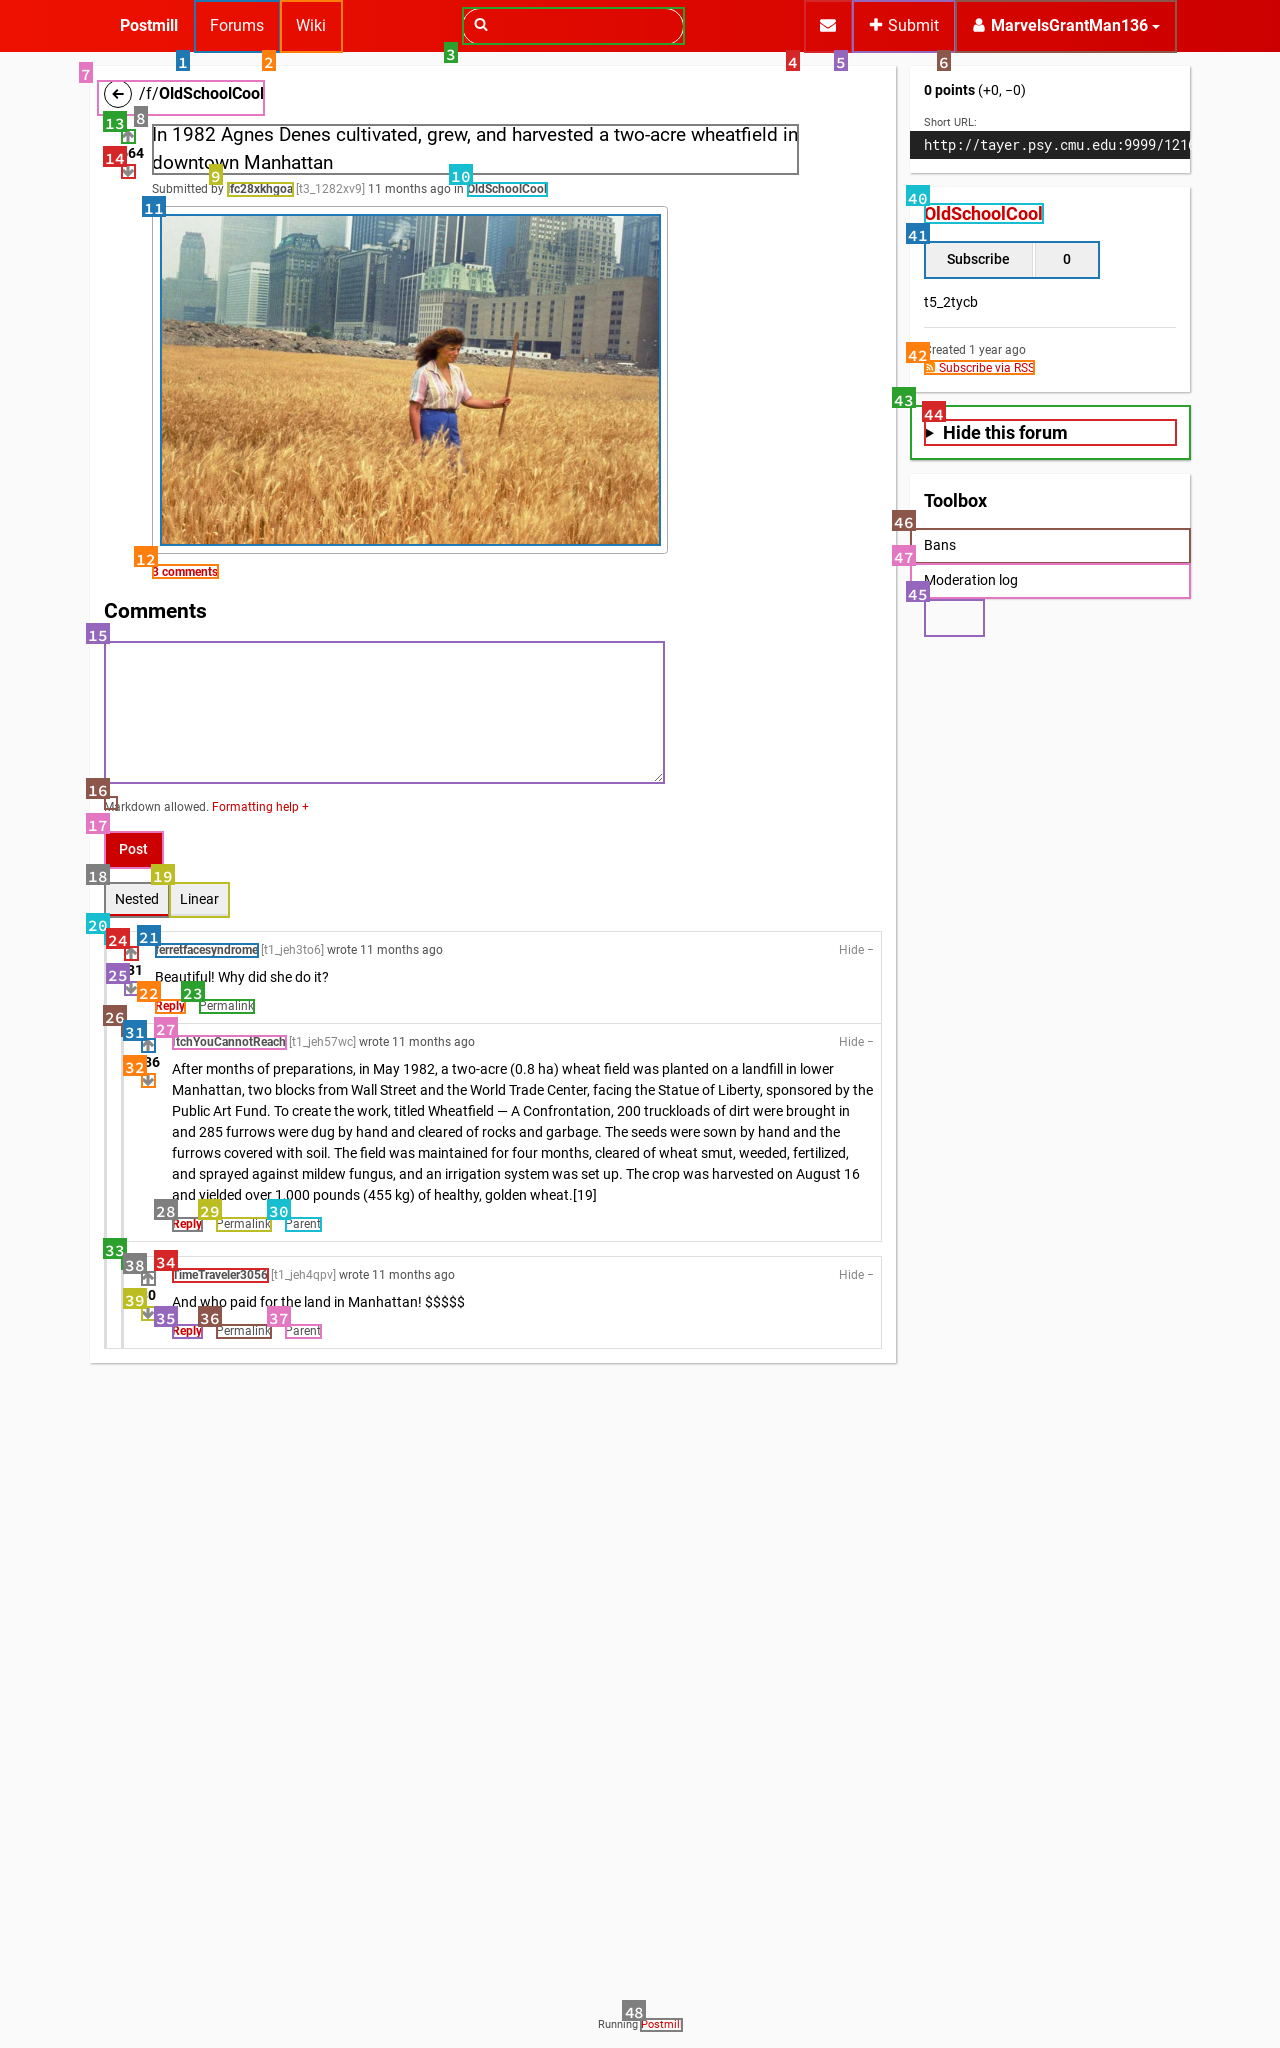 Postmill
Forums
Wiki
Submit
MarvelsGrantMan136
1
2
3
4
5
6
7
/f/OldSchoolCool
8
13
14
64
In 1982 Agnes Denes cultivated, grew, and harvested a two-acre wheatfield in
downtown Manhattan
9
10
Submitted by fc28xkhgoa [t3_1282xv9] 11 months ago in OldSchoolCool
11
12
3 comments
Comments
15
16
Markdown allowed. Formatting help +
17
Post
18
19
Nested
Linear
20
24
21
ferretfacesyndrome [t1_jeh3to6] wrote 11 months ago
Hide −
31
25
Beautiful! Why did she do it?
22
23
Reply
Permalink
26
31
27
ItchYouCannotReach [t1_jeh57wc] wrote 11 months ago
Hide −
36
32
After months of preparations, in May 1982, a two-acre (0.8 ha) wheat field was planted on a landfill in lower
Manhattan, two blocks from Wall Street and the World Trade Center, facing the Statue of Liberty, sponsored by the
Public Art Fund. To create the work, titled Wheatfield — A Confrontation, 200 truckloads of dirt were brought in
and 285 furrows were dug by hand and cleared of rocks and garbage. The seeds were sown by hand and the
furrows covered with soil. The field was maintained for four months, cleared of wheat smut, weeded, fertilized,
and sprayed against mildew fungus, and an irrigation system was set up. The crop was harvested on August 16
and yielded over 1,000 pounds (455 kg) of healthy, golden wheat.[19]
28
29
30
Reply
Permalink
Parent
33
38
34
TimeTraveler3056 [t1_jeh4qpv] wrote 11 months ago
Hide −
0
39
And who paid for the land in Manhattan! $$$$$
35
36
37
Reply
Permalink
Parent
0 points (+0, −0)
Short URL:
http://tayer.psy.cmu.edu:9999/1216
40
OldSchoolCool
41
Subscribe
0
t5_2tycb
42
Created 1 year ago
Subscribe via RSS
43
44
Hide this forum
Toolbox
46
Bans
47
Moderation log
45
48
Running Postmill